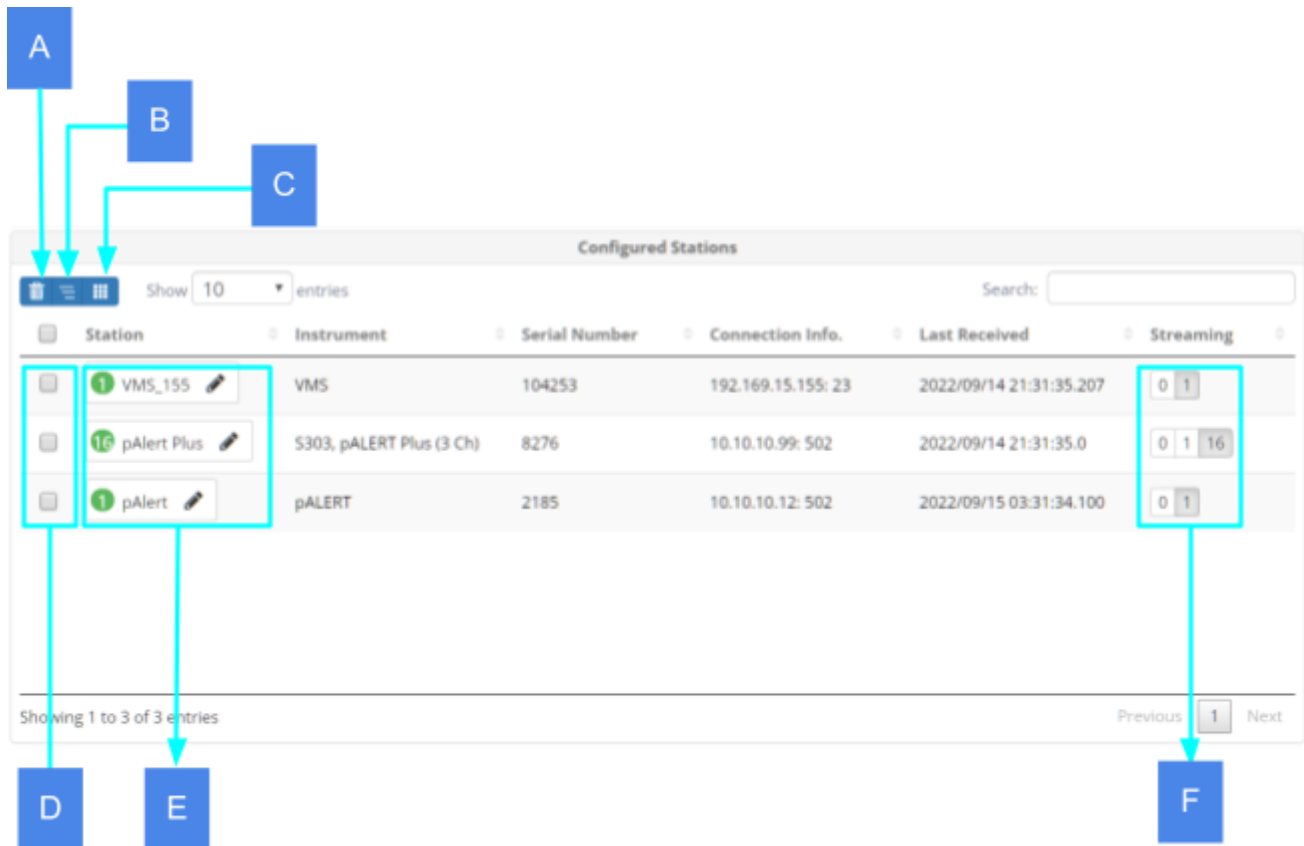 A
B
C
Configured Stations
Show 10 entries Search:
Station Instrument Serial Number Connection Info. Last Received Streaming
1 VMS_155 VMS 104253 192.169.15.155: 23 2022/09/14 21:31:35.207 0 1
16 pAlert Plus S303, pALERT Plus (3 Ch) 8276 10.10.10.99: 502 2022/09/14 21:31:35.0 0 1 16
1 pAlert pALERT 2185 10.10.10.12: 502 2022/09/15 03:31:34.100 0 1
Showing 1 to 3 of 3 entries Previous 1 Next
D E F